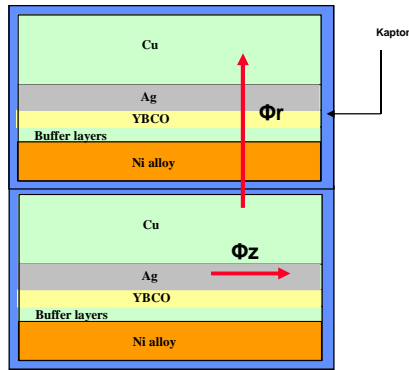 Kapton
Cu
Ag
YBCO
Buffer layers
Ni alloy
Φr
Cu
Ag
YBCO
Buffer layers
Ni alloy
Φz